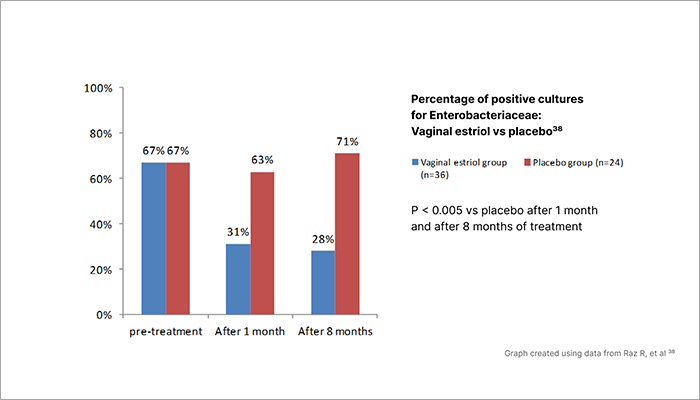 100%
80%
60%
40%
20%
0%
67% 67%
31%
63%
28%
71%
pre-treatment After 1 month After 8 months
Percentage of positive cultures
for Enterobacteriaceae:
Vaginal estriol vs placebo³⁸
Vaginal estriol group
(n=36)
Placebo group (n=24)
P < 0.005 vs placebo after 1 month
and after 8 months of treatment
Graph created using data from Raz R, et al ³⁸